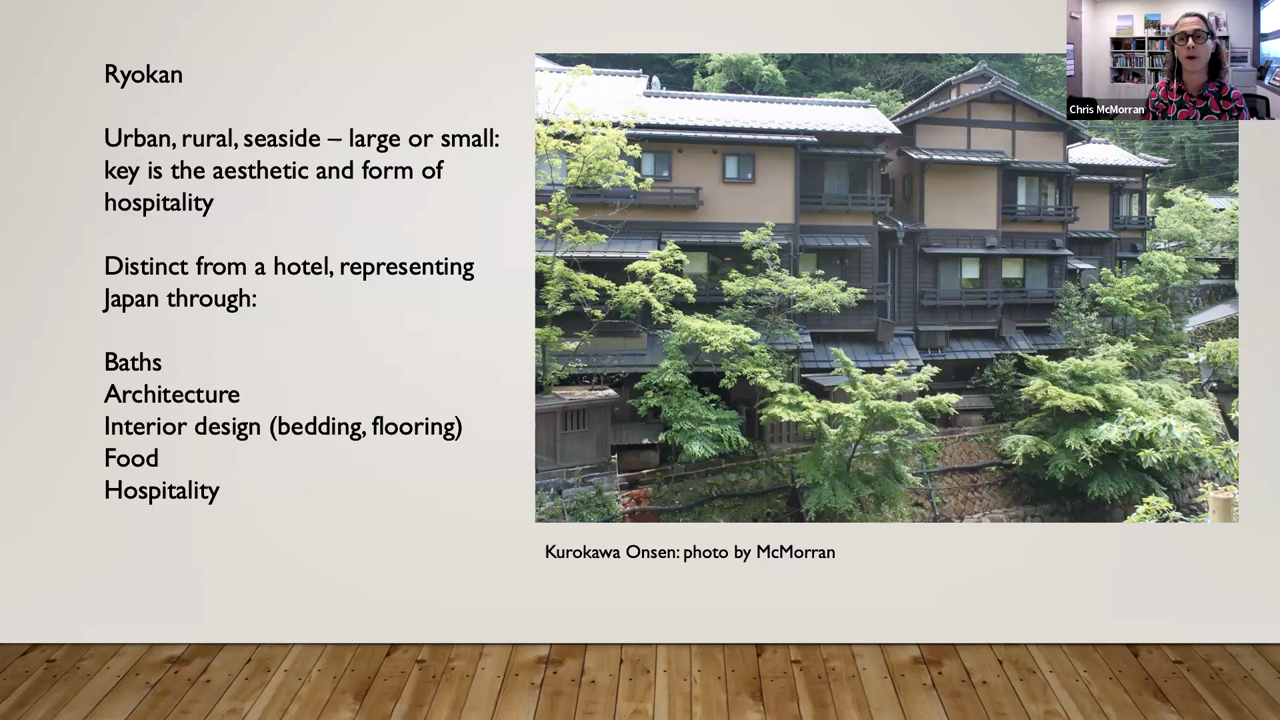 Ryokan
Urban, rural, seaside – large or small:
key is the aesthetic and form of
hospitality
Distinct from a hotel, representing
Japan through:
Baths
Architecture
Interior design (bedding, flooring)
Food
Hospitality
Kurokawa Onsen: photo by McMorran
Chris McMorran